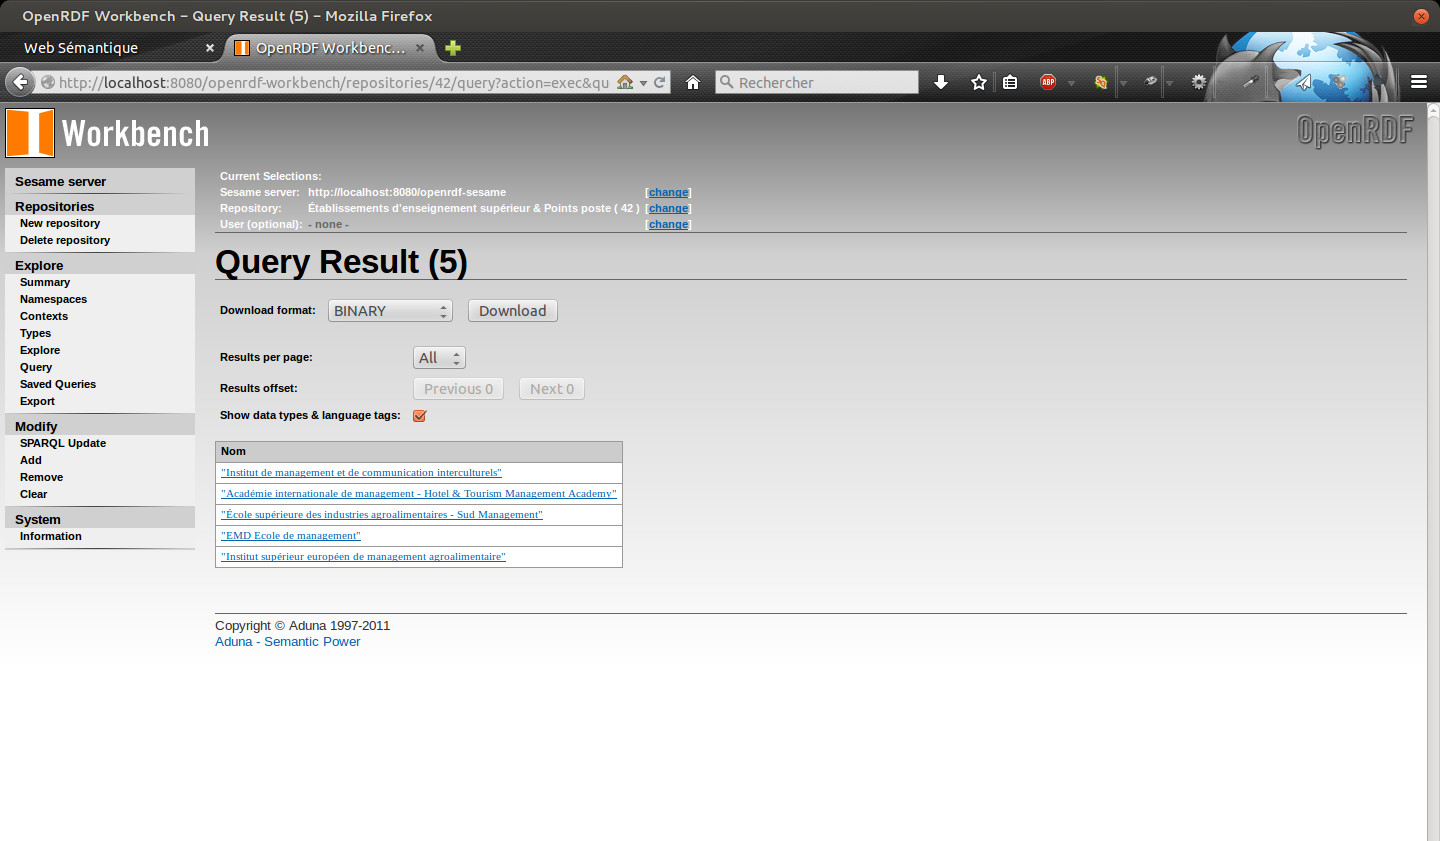 OpenRDF Workbench - Query Result (5) - Mozilla Firefox
Web Sémantique
OpenRDF Workbenc...
http://localhost:8080/openrdf-workbench/repositories/42/query?action=exec&qu
Rechercher
ABP
Workbench
OpenRDF
Sesame server
Repositories
New repository
Delete repository
Explore
Summary
Namespaces
Contexts
Types
Explore
Query
Saved Queries
Export
Modify
SPARQL Update
Add
Remove
Clear
System
Information
Current Selections:
Sesame server: http://localhost:8080/openrdf-sesame [change]
Repository: Établissements d'enseignement supérieur & Points poste ( 42 ) [change]
User (optional): - none - [change]
Query Result (5)
Download format: BINARY Download
Results per page: All
Results offset: Previous 0 Next 0
Show data types & language tags:
Nom
"Institut de management et de communication interculturels"
"Académie internationale de management - Hotel & Tourism Management Academy"
"École supérieure des industries agroalimentaires - Sud Management"
"EMD Ecole de management"
"Institut supérieur européen de management agroalimentaire"
Copyright © Aduna 1997-2011
Aduna - Semantic Power